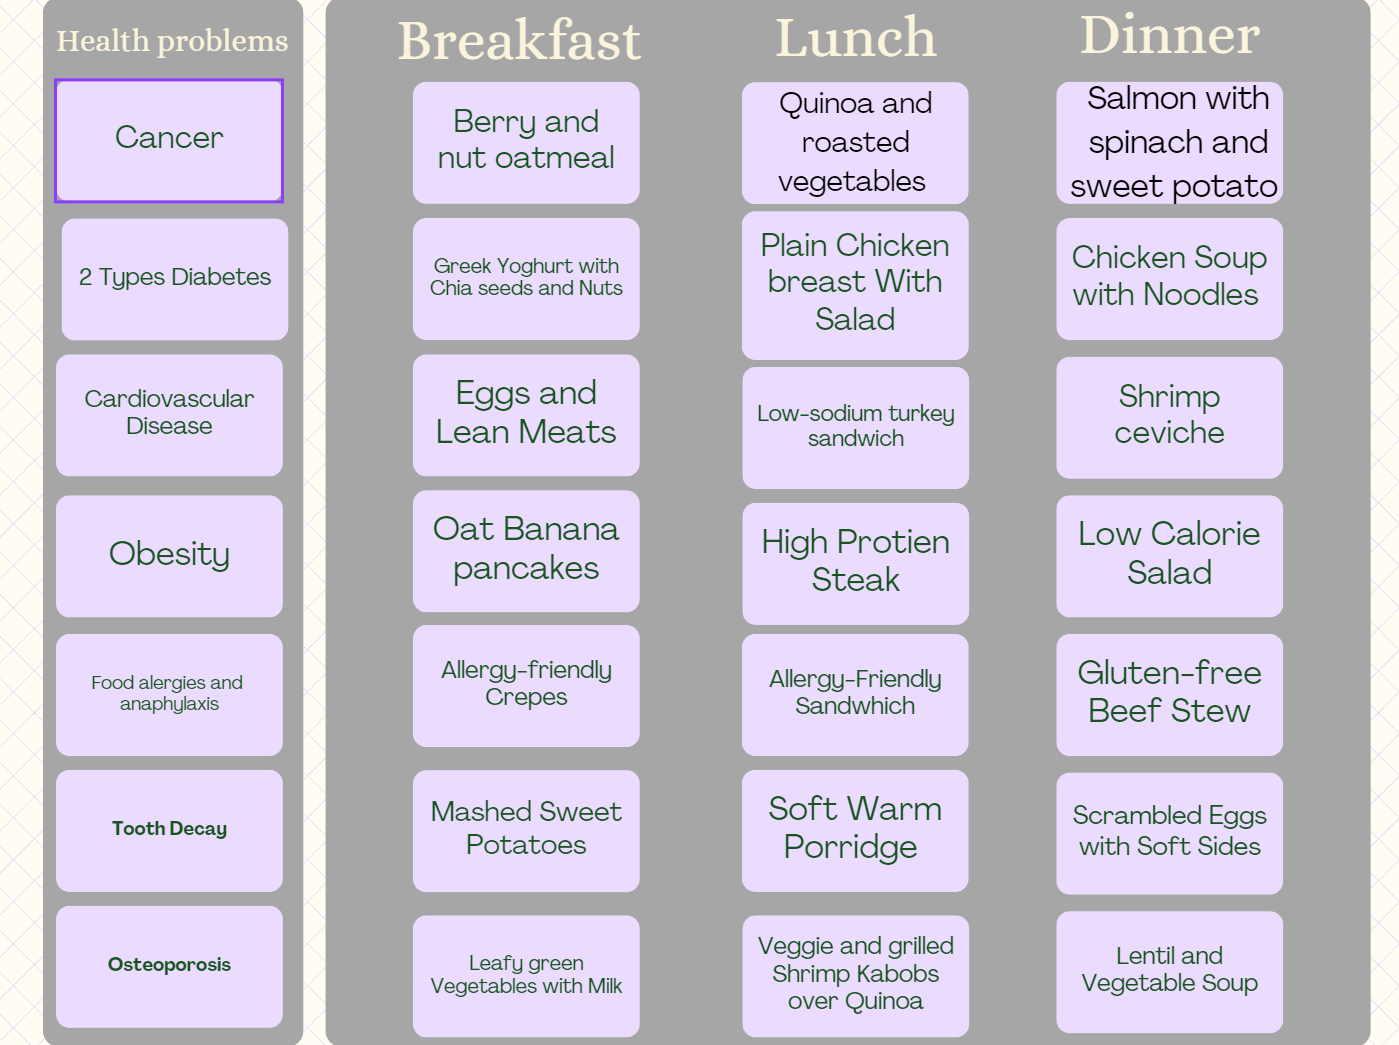 Health problems
Breakfast
Lunch
Dinner
Cancer
Berry and
nut oatmeal
Quinoa and
roasted
vegetables
Salmon with
spinach and
sweet potato
2 Types Diabetes
Greek Yoghurt with
Chia seeds and Nuts
Plain Chicken
breast With
Salad
Chicken Soup
with Noodles
Cardiovascular
Disease
Eggs and
Lean Meats
Low-sodium turkey
sandwich
Shrimp
ceviche
Obesity
Oat Banana
pancakes
High Protien
Steak
Low Calorie
Salad
Food alergies and
anaphylaxis
Allergy-friendly
Crepes
Allergy-Friendly
Sandwhich
Gluten-free
Beef Stew
Tooth Decay
Mashed Sweet
Potatoes
Soft Warm
Porridge
Scrambled Eggs
with Soft Sides
Osteoporosis
Leafy green
Vegetables with Milk
Veggie and grilled
Shrimp Kabobs
over Quinoa
Lentil and
Vegetable Soup